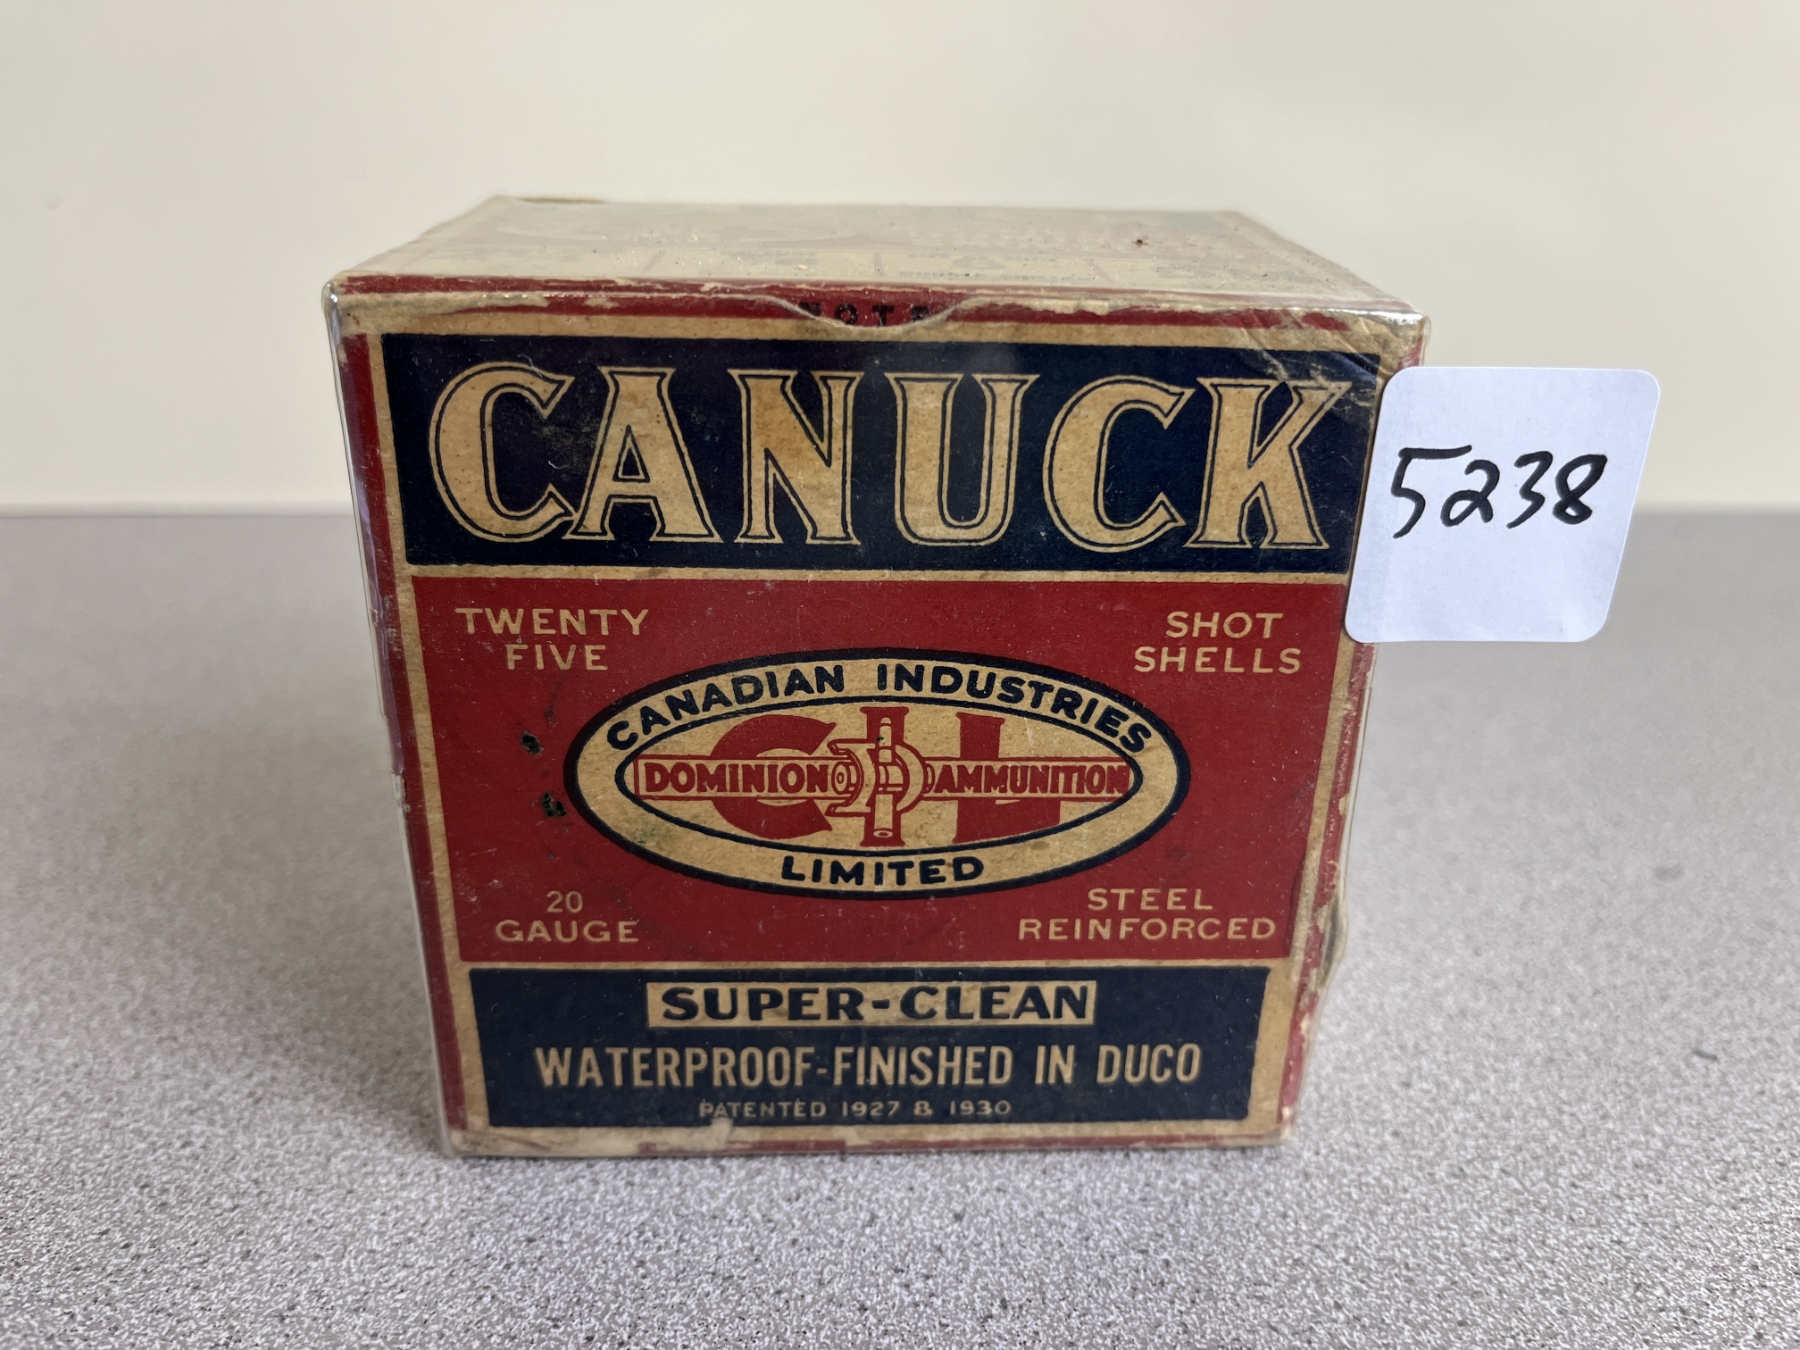 CANUCK
5238
TWENTY
FIVE
SHOT
SHELLS
CANADIAN INDUSTRIES
DOMINION AMMUNITION
CIL
LIMITED
20
GAUGE
STEEL
REINFORCED
SUPER-CLEAN
WATERPROOF-FINISHED IN DUCO
PATENTED 1927 & 1930